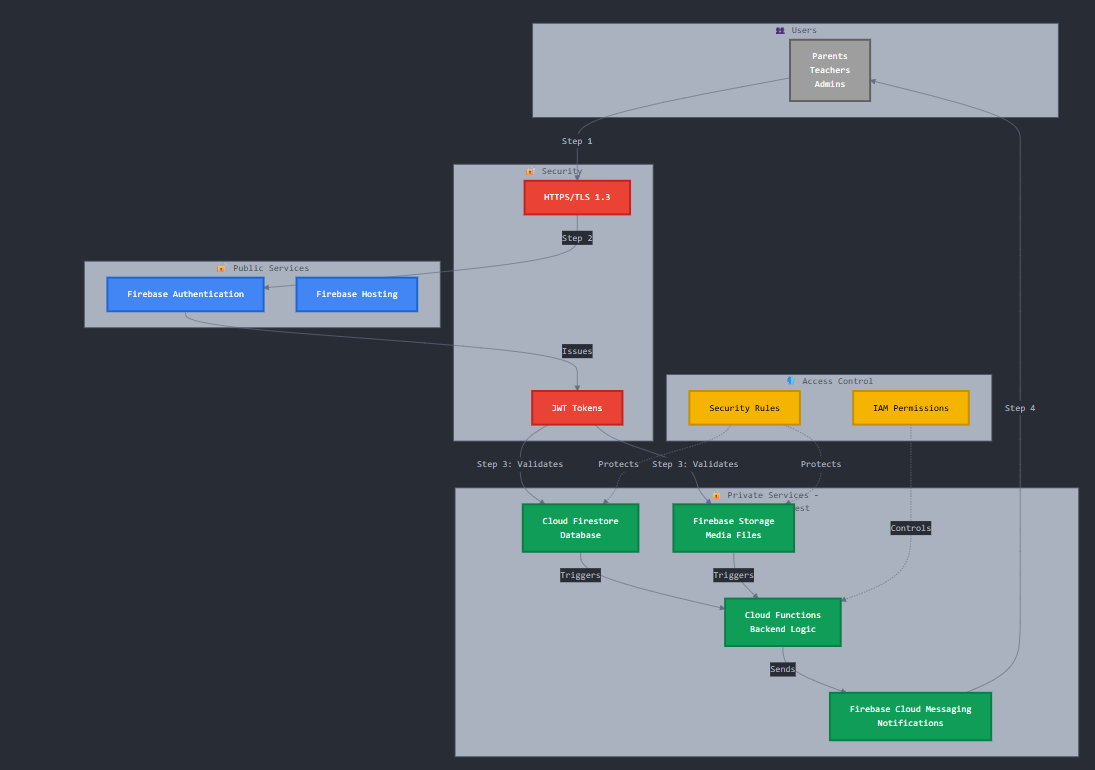 Users
Parents
Teachers
Admins
Step 1
Security
HTTPS/TLS 1.3
Step 2
Public Services
Firebase Authentication
Firebase Hosting
Issues
Access Control
JWT Tokens
Security Rules
IAM Permissions
Step 4
Step 3: Validates
Protects
Step 3: Validates
Protects
Private Services -
Cloud Firestore
Database
Firebase Storage
Media Files
Controls
Triggers
Triggers
Cloud Functions
Backend Logic
Sends
Firebase Cloud Messaging
Notifications